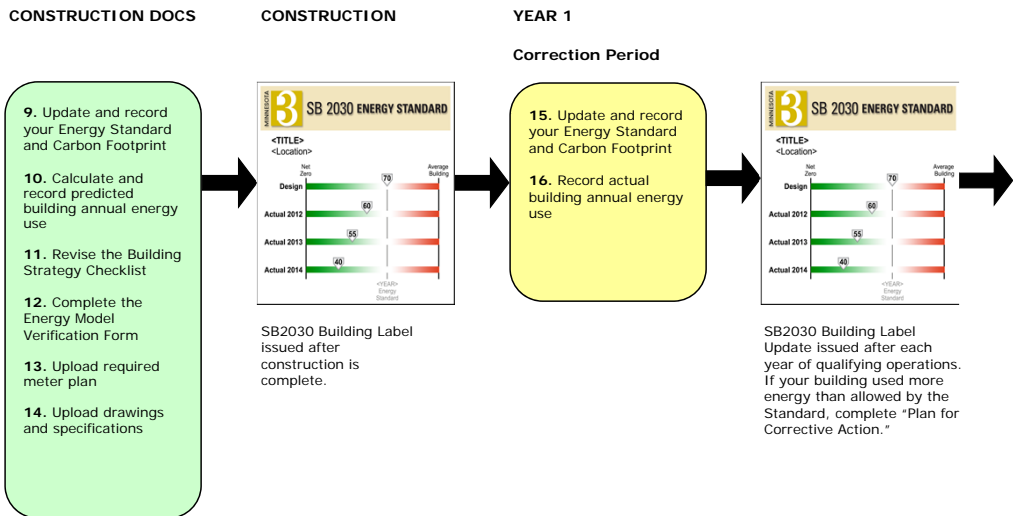 CONSTRUCTION DOCS
CONSTRUCTION
YEAR 1
Correction Period
9. Update and record
your Energy Standard
and Carbon Footprint
10. Calculate and
record predicted
building annual energy
use
11. Revise the Building
Strategy Checklist
12. Complete the
Energy Model
Verification Form
13. Upload required
meter plan
14. Upload drawings
and specifications
MINNESOTA
B3
SB 2030 ENERGY STANDARD
<TITLE>
<Location>
Net
Zero
Average
Building
Design
70
Actual 2012
60
Actual 2013
55
Actual 2014
40
<YEAR>
Energy
Standard
SB2030 Building Label
issued after
construction is
complete.
15. Update and record
your Energy Standard
and Carbon Footprint
16. Record actual
building annual energy
use
MINNESOTA
B3
SB 2030 ENERGY STANDARD
<TITLE>
<Location>
Net
Zero
Average
Building
Design
70
Actual 2012
60
Actual 2013
55
Actual 2014
40
<YEAR>
Energy
Standard
SB2030 Building Label
Update issued after each
year of qualifying operations.
If your building used more
energy than allowed by the
Standard, complete “Plan for
Corrective Action.”